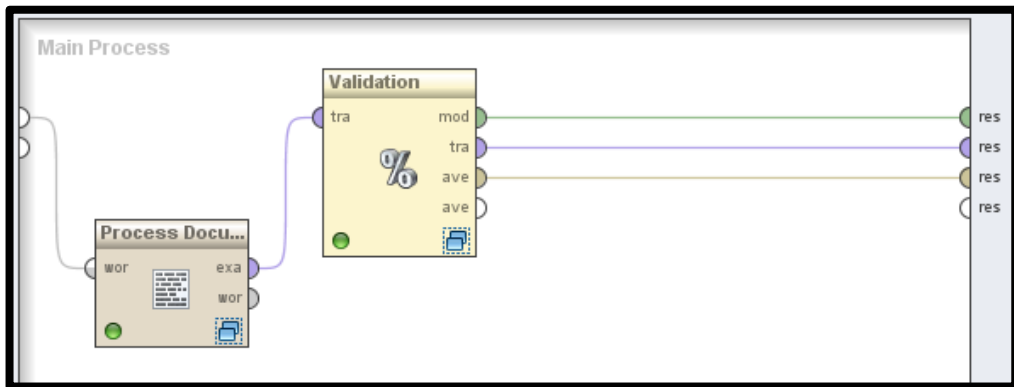 Main Process
Validation
tra mod res
tra res
ave res
ave res
Process Docu...
wor exa
wor